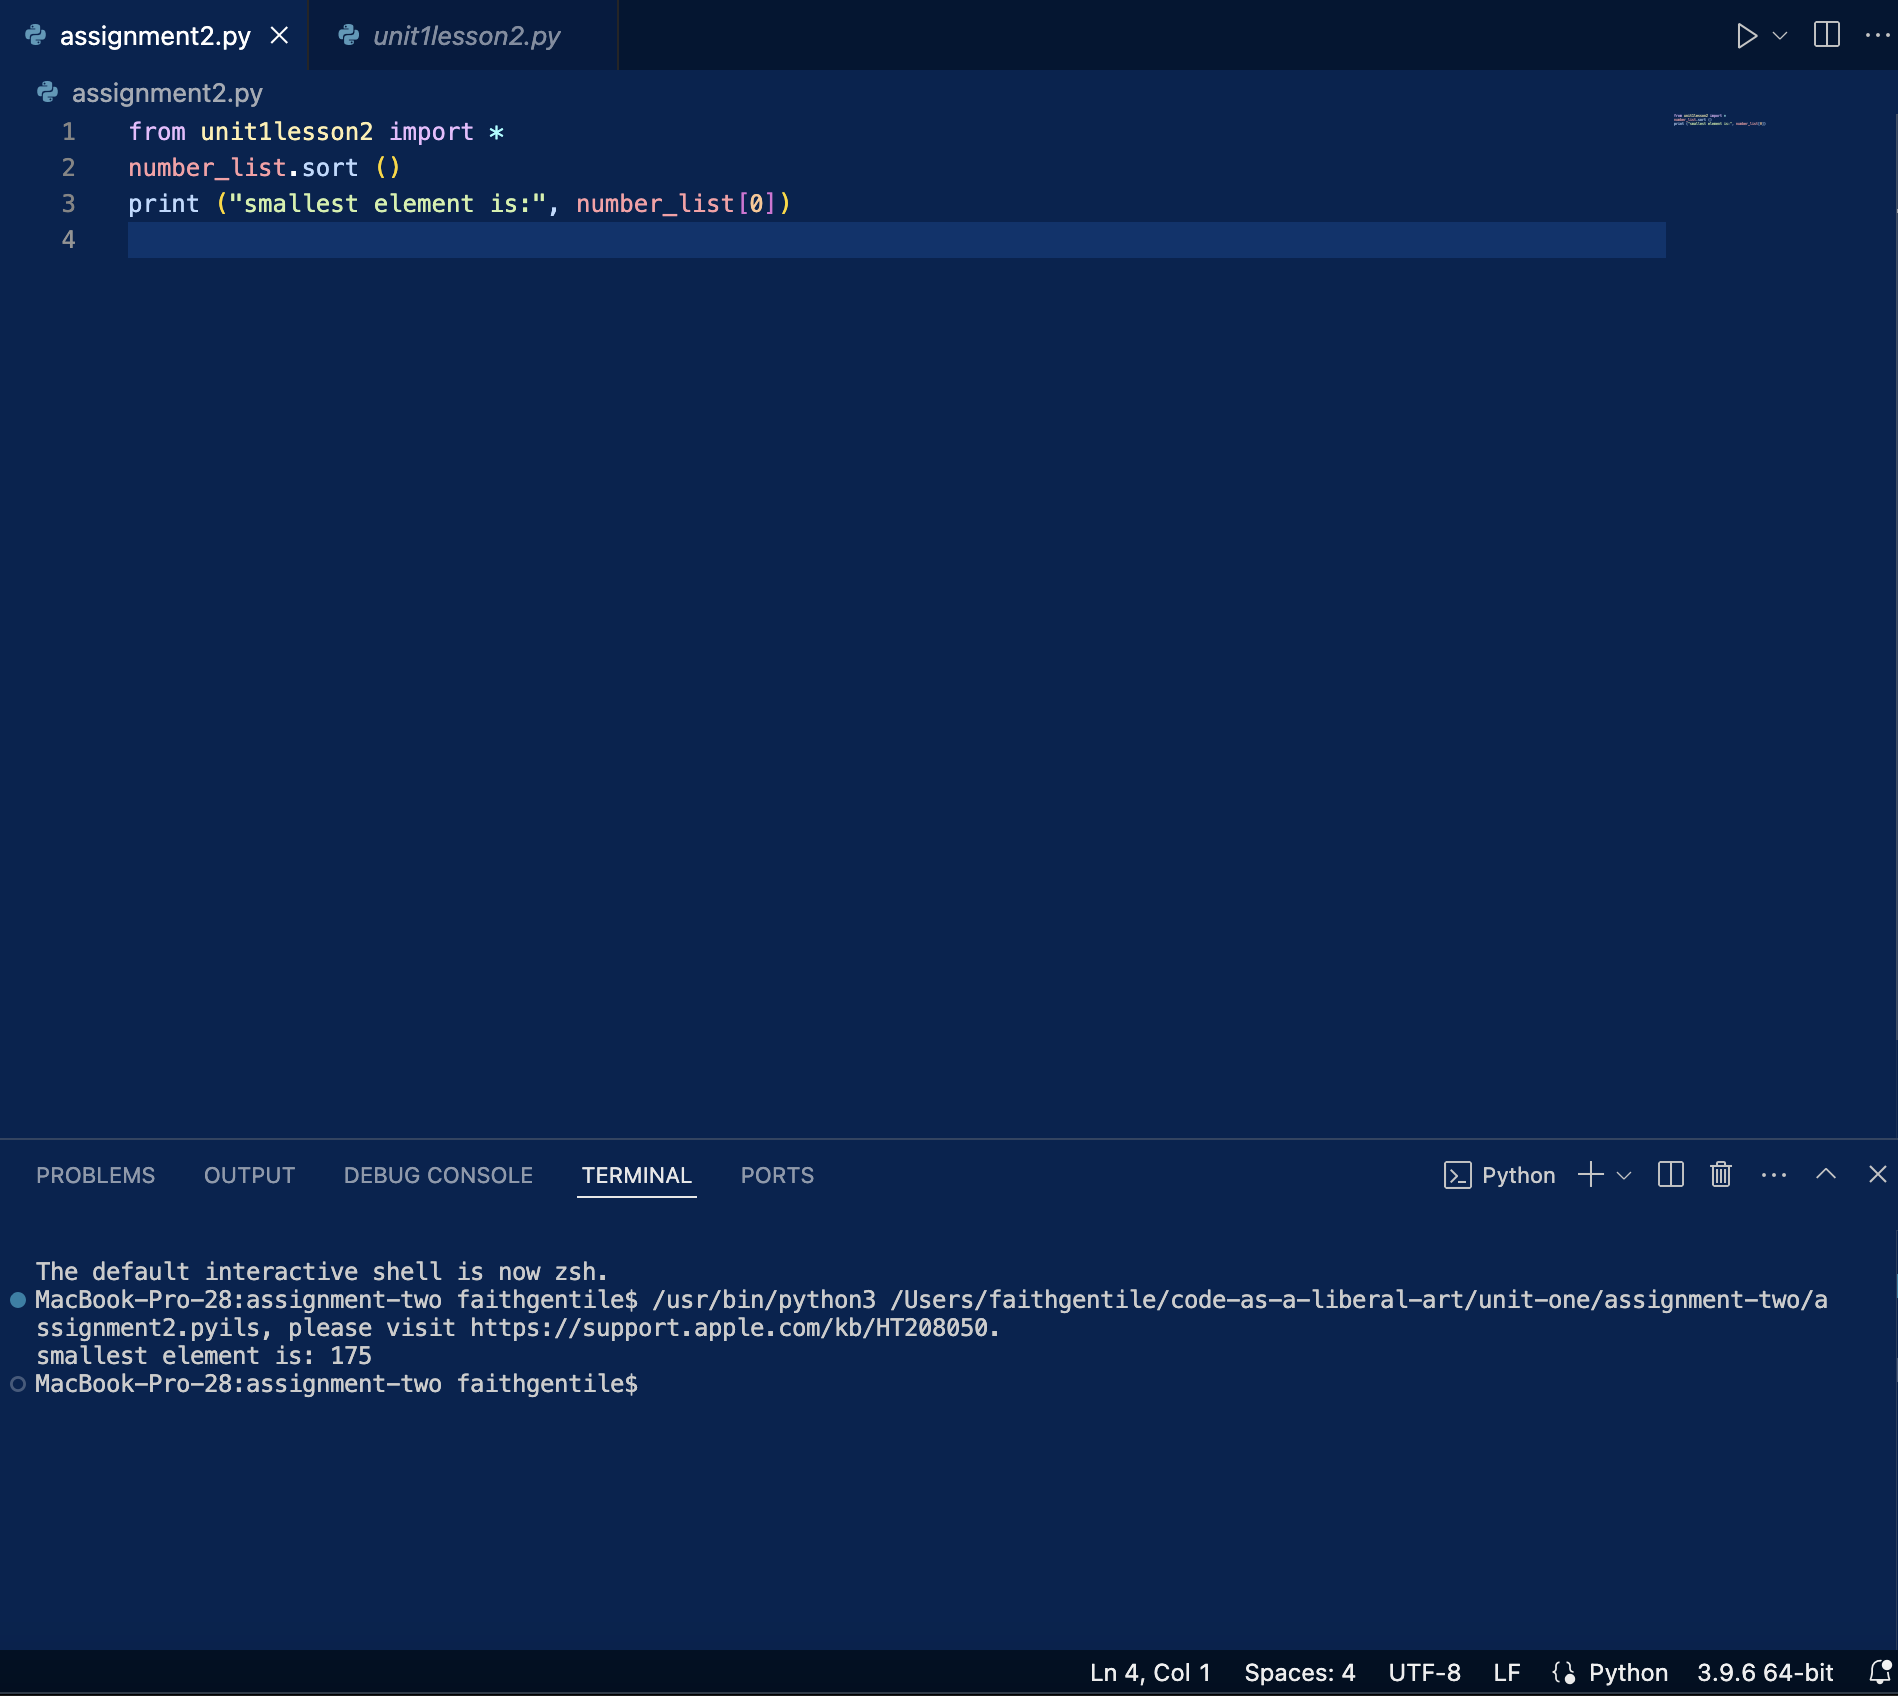 assignment2.py
unit1lesson2.py
assignment2.py
1 from unit1lesson2 import *
2 number_list.sort ()
3 print ("smallest element is:", number_list[0])
4
PROBLEMS OUTPUT DEBUG CONSOLE TERMINAL PORTS Python
The default interactive shell is now zsh.
MacBook-Pro-28:assignment-two faithgentile$ /usr/bin/python3 /Users/faithgentile/code-as-a-liberal-art/unit-one/assignment-two/a
ssignment2.pyils, please visit https://support.apple.com/kb/HT208050.
smallest element is: 175
MacBook-Pro-28:assignment-two faithgentile$
Ln 4, Col 1 Spaces: 4 UTF-8 LF Python 3.9.6 64-bit